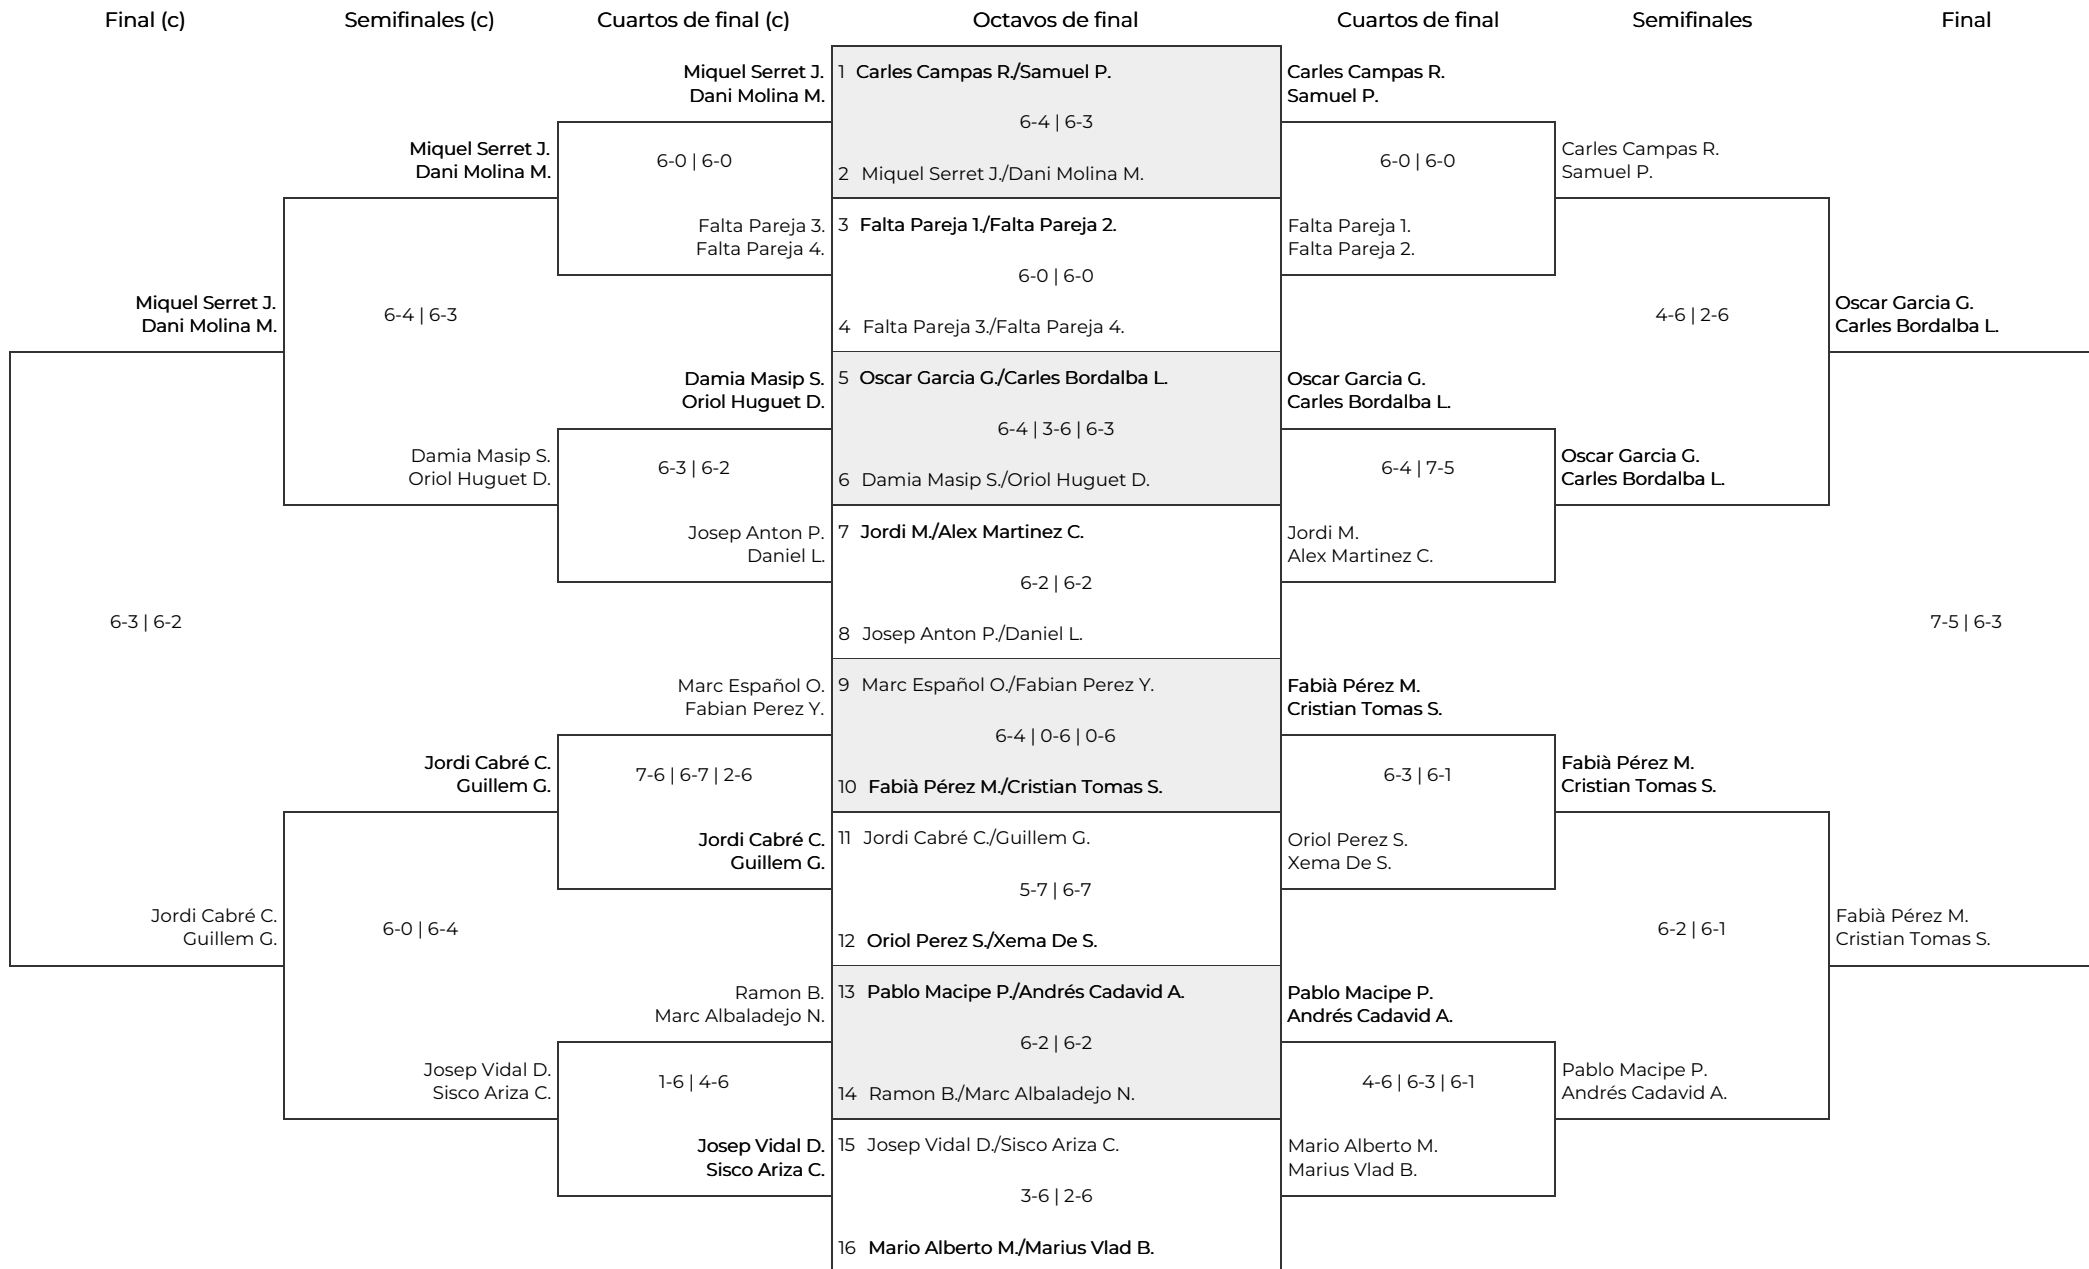 Final (c)
Semifinales (c)
Cuartos de final (c)
Octavos de final
Cuartos de final
Semifinales
Final
Miquel Serret J.
Dani Molina M.
6-3 | 6-2
Jordi Cabré C.
Guillem G.
Miquel Serret J.
Dani Molina M.
6-4 | 6-3
Damia Masip S.
Oriol Huguet D.
Jordi Cabré C.
Guillem G.
6-0 | 6-4
Josep Vidal D.
Sisco Ariza C.
Miquel Serret J.
Dani Molina M.
6-0 | 6-0
Falta Pareja 3.
Falta Pareja 4.
Damia Masip S.
Oriol Huguet D.
6-3 | 6-2
Josep Anton P.
Daniel L.
Marc Español O.
Fabian Perez Y.
7-6 | 6-7 | 2-6
Jordi Cabré C.
Guillem G.
Ramon B.
Marc Albaladejo N.
1-6 | 4-6
Josep Vidal D.
Sisco Ariza C.
1 Carles Campas R./Samuel P.
6-4 | 6-3
2 Miquel Serret J./Dani Molina M.
3 Falta Pareja 1./Falta Pareja 2.
6-0 | 6-0
4 Falta Pareja 3./Falta Pareja 4.
5 Oscar Garcia G./Carles Bordalba L.
6-4 | 3-6 | 6-3
6 Damia Masip S./Oriol Huguet D.
7 Jordi M./Alex Martinez C.
6-2 | 6-2
8 Josep Anton P./Daniel L.
9 Marc Español O./Fabian Perez Y.
6-4 | 0-6 | 0-6
10 Fabià Pérez M./Cristian Tomas S.
11 Jordi Cabré C./Guillem G.
5-7 | 6-7
12 Oriol Perez S./Xema De S.
13 Pablo Macipe P./Andrés Cadavid A.
6-2 | 6-2
14 Ramon B./Marc Albaladejo N.
15 Josep Vidal D./Sisco Ariza C.
3-6 | 2-6
16 Mario Alberto M./Marius Vlad B.
Carles Campas R.
Samuel P.
6-0 | 6-0
Falta Pareja 1.
Falta Pareja 2.
Oscar Garcia G.
Carles Bordalba L.
6-4 | 7-5
Jordi M.
Alex Martinez C.
Fabià Pérez M.
Cristian Tomas S.
6-3 | 6-1
Oriol Perez S.
Xema De S.
Pablo Macipe P.
Andrés Cadavid A.
4-6 | 6-3 | 6-1
Mario Alberto M.
Marius Vlad B.
Carles Campas R.
Samuel P.
4-6 | 2-6
Oscar Garcia G.
Carles Bordalba L.
Fabià Pérez M.
Cristian Tomas S.
6-2 | 6-1
Pablo Macipe P.
Andrés Cadavid A.
Oscar Garcia G.
Carles Bordalba L.
7-5 | 6-3
Fabià Pérez M.
Cristian Tomas S.